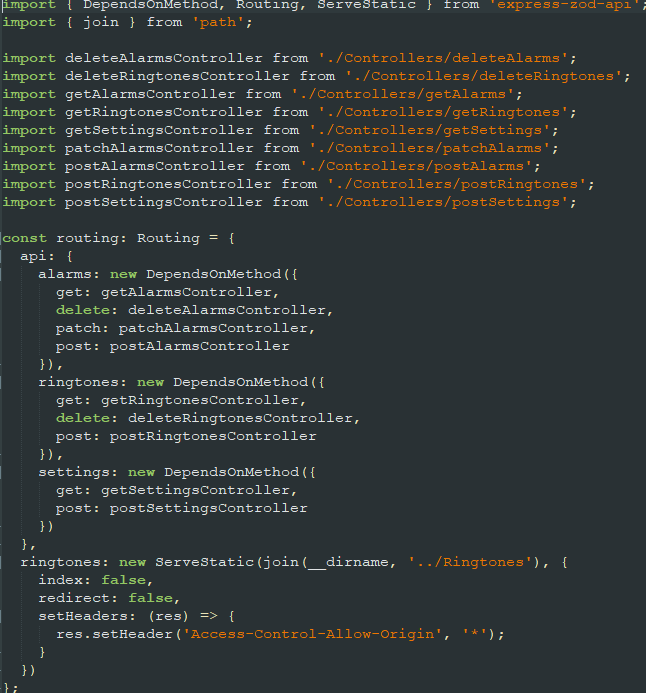 import { DependsOnMethod, Routing, ServeStatic } from 'express-zod-api';
import { join } from 'path';

import deleteAlarmsController from './Controllers/deleteAlarms';
import deleteRingtonesController from './Controllers/deleteRingtones';
import getAlarmsController from './Controllers/getAlarms';
import getRingtonesController from './Controllers/getRingtones';
import getSettingsController from './Controllers/getSettings';
import patchAlarmsController from './Controllers/patchAlarms';
import postAlarmsController from './Controllers/postAlarms';
import postRingtonesController from './Controllers/postRingtones';
import postSettingsController from './Controllers/postSettings';

const routing: Routing = {
  api: {
    alarms: new DependsOnMethod({
      get: getAlarmsController,
      delete: deleteAlarmsController,
      patch: patchAlarmsController,
      post: postAlarmsController
    }),
    ringtones: new DependsOnMethod({
      get: getRingtonesController,
      delete: deleteRingtonesController,
      post: postRingtonesController
    }),
    settings: new DependsOnMethod({
      get: getSettingsController,
      post: postSettingsController
    })
  },
  ringtones: new ServeStatic(join(__dirname, '../Ringtones'), {
    index: false,
    redirect: false,
    setHeaders: (res) => {
      res.setHeader('Access-Control-Allow-Origin', '*');
    }
  })
};